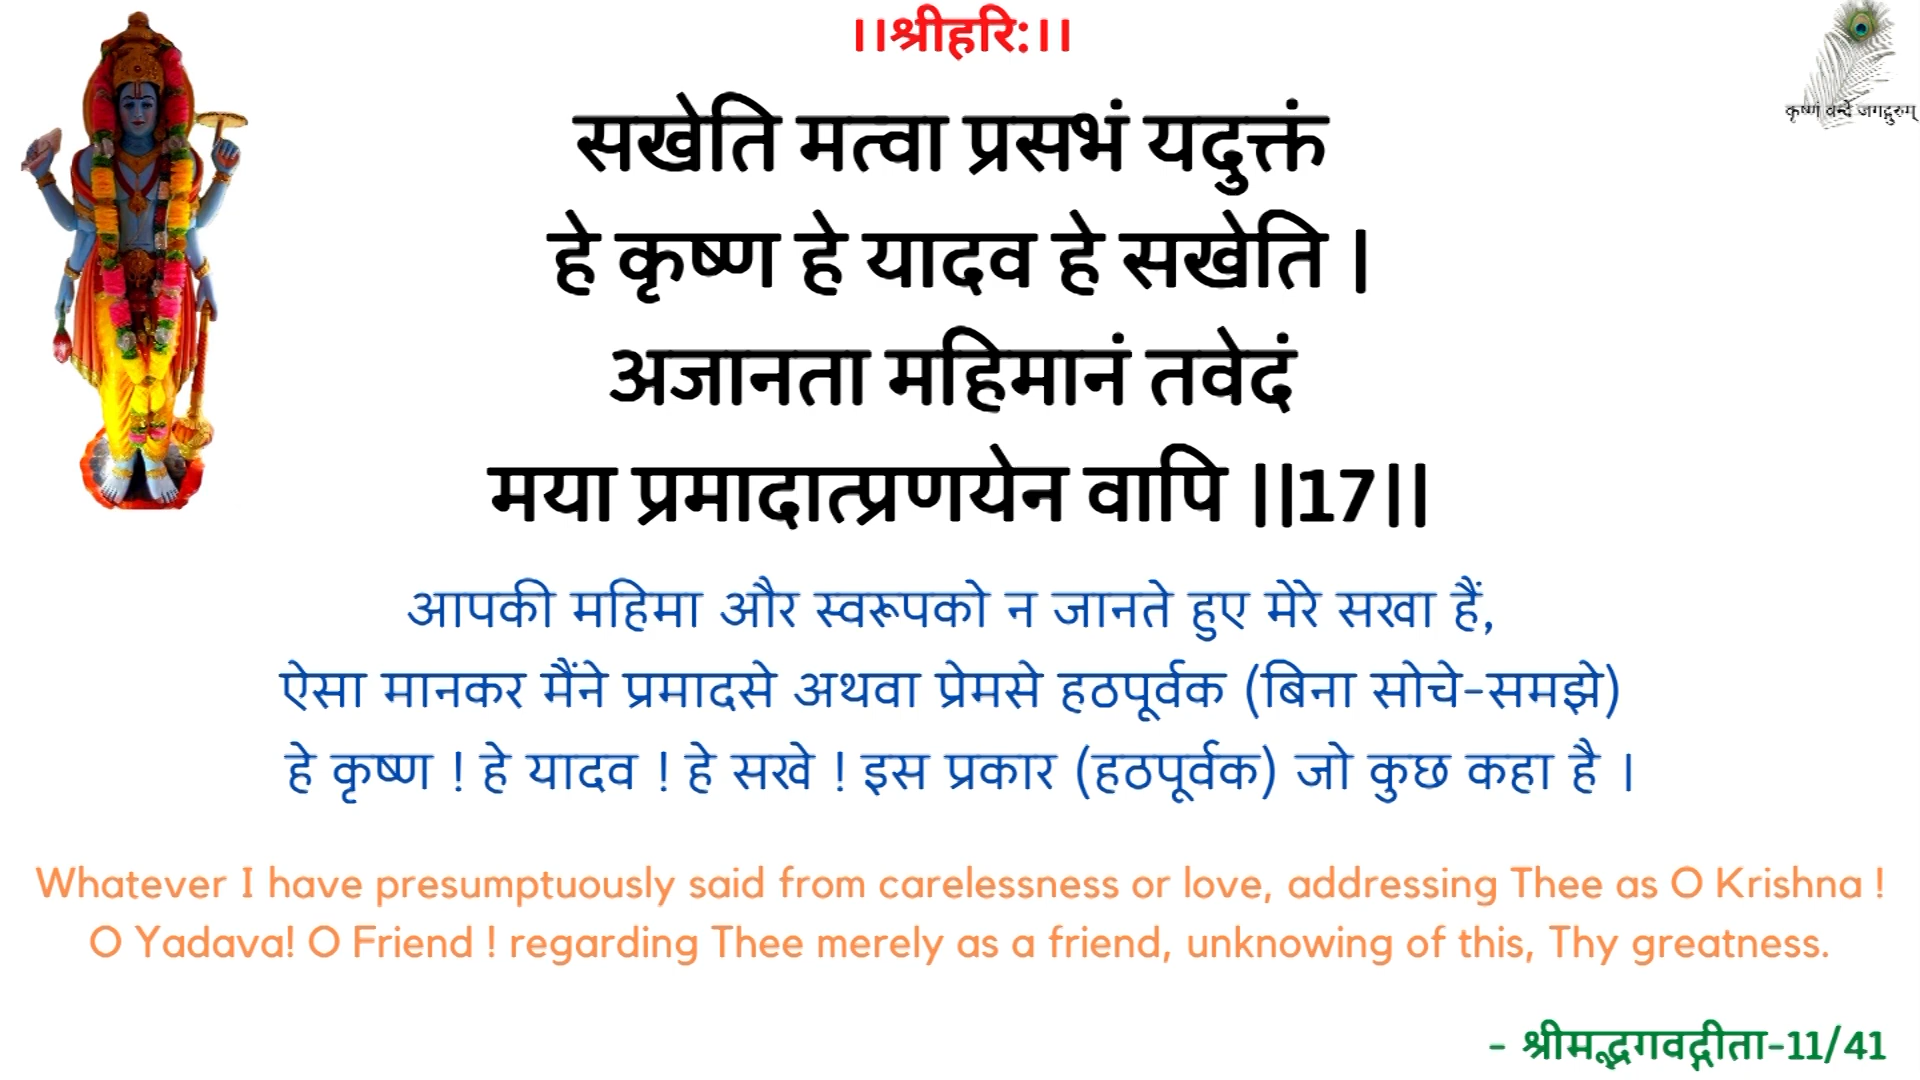 ।।श्रीहरि:।।
कृष्णं वन्दे जगद्गुरुम्
सखेति मत्वा प्रसभं यदुक्तं
हे कृष्ण हे यादव हे सखेति |
अजानता महिमानं तवेदं
मया प्रमादात्प्रणयेन वापि ||17||
आपकी महिमा और स्वरूपको न जानते हुए मेरे सखा हैं,
ऐसा मानकर मैंने प्रमादसे अथवा प्रेमसे हठपूर्वक (बिना सोचे-समझे)
हे कृष्ण ! हे यादव ! हे सखे ! इस प्रकार (हठपूर्वक) जो कुछ कहा है ।
Whatever I have presumptuously said from carelessness or love, addressing Thee as O Krishna !
O Yadava! O Friend ! regarding Thee merely as a friend, unknowing of this, Thy greatness.
- श्रीमद्भगवद्गीता-11/41